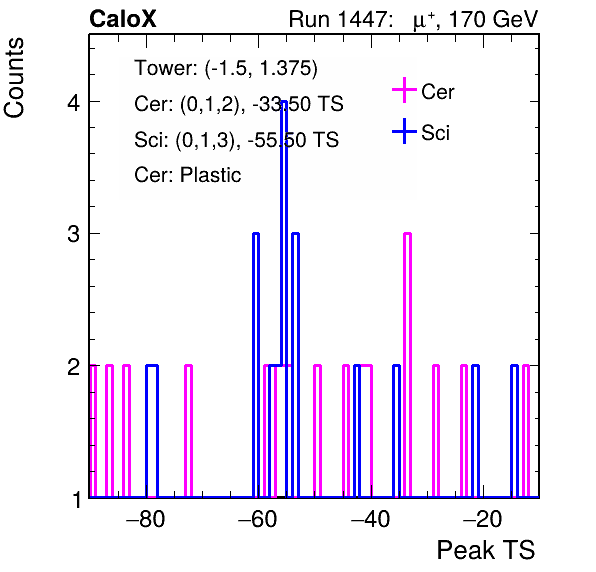 CaloX Run 1447: μ⁺, 170 GeV
Counts
Tower: (-1.5, 1.375)
Cer: (0,1,2), -33.50 TS
Sci: (0,1,3), -55.50 TS
Cer: Plastic
Cer
Sci
4
3
2
1
−80 −60 −40 −20
Peak TS